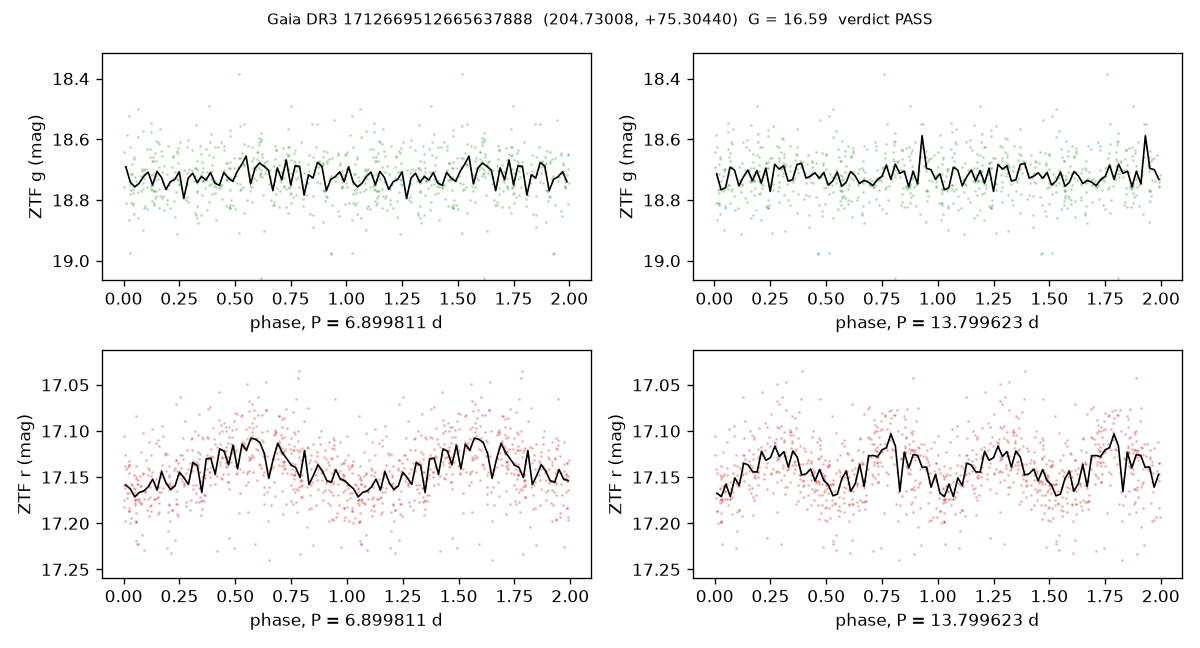 Gaia DR3 1712669512665637888 (204.73008, +75.30440) G = 16.59 verdict PASS
ZTF g (mag)
18.4
18.6
18.8
19.0
0.00 0.25 0.50 0.75 1.00 1.25 1.50 1.75 2.00
phase, P = 6.899811 d
ZTF g (mag)
18.4
18.6
18.8
19.0
0.00 0.25 0.50 0.75 1.00 1.25 1.50 1.75 2.00
phase, P = 13.799623 d
ZTF r (mag)
17.05
17.10
17.15
17.20
17.25
0.00 0.25 0.50 0.75 1.00 1.25 1.50 1.75 2.00
phase, P = 6.899811 d
ZTF r (mag)
17.05
17.10
17.15
17.20
17.25
0.00 0.25 0.50 0.75 1.00 1.25 1.50 1.75 2.00
phase, P = 13.799623 d